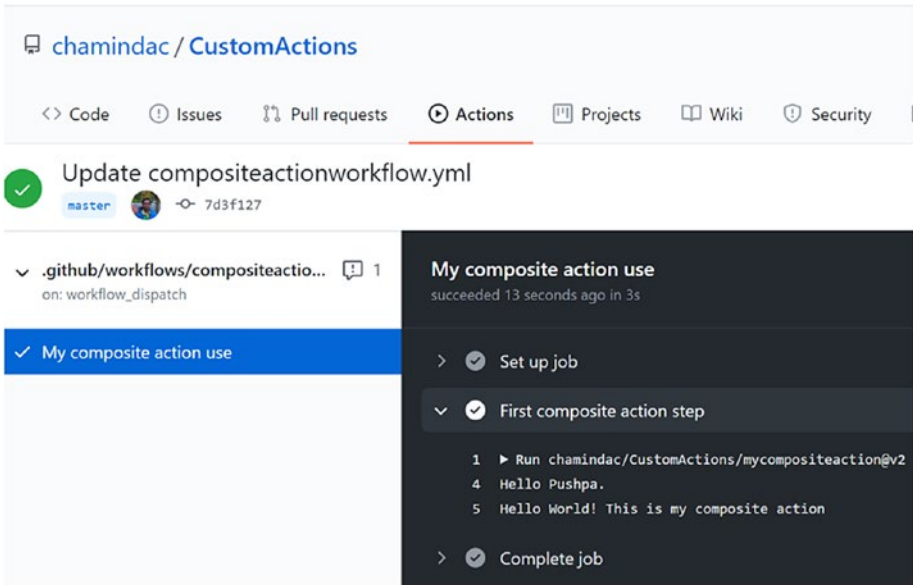 chamindac / CustomActions
<> Code Issues Pull requests Actions Projects Wiki Security
Update compositeactionworkflow.yml
master 7d3f127
.github/workflows/compositeactio... 1
on: workflow_dispatch
My composite action use
My composite action use
succeeded 13 seconds ago in 3s
Set up job
First composite action step
1 ▶ Run chamindac/CustomActions/mycompositeaction@v2
4 Hello Pushpa.
5 Hello World! This is my composite action
Complete job